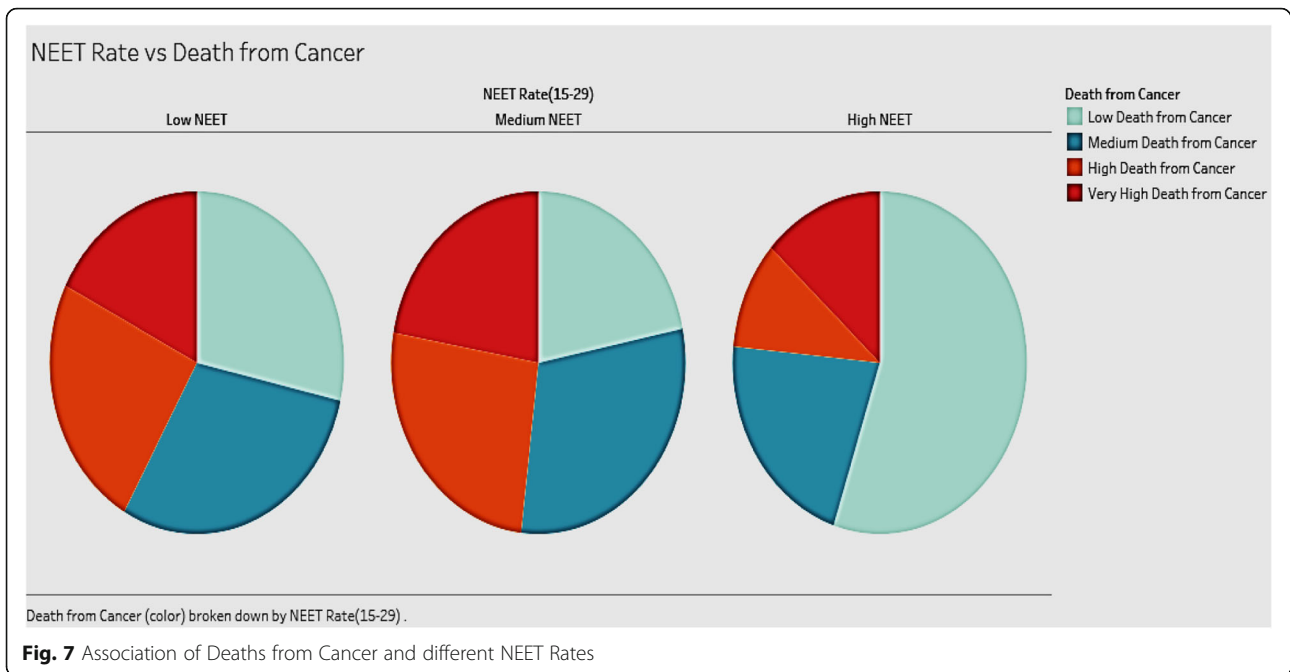 NEET Rate vs Death from Cancer
NEET Rate(15-29)
Low NEET
Medium NEET
High NEET
Death from Cancer
Low Death from Cancer
Medium Death from Cancer
High Death from Cancer
Very High Death from Cancer
Death from Cancer (color) broken down by NEET Rate(15-29) .
Fig. 7 Association of Deaths from Cancer and different NEET Rates